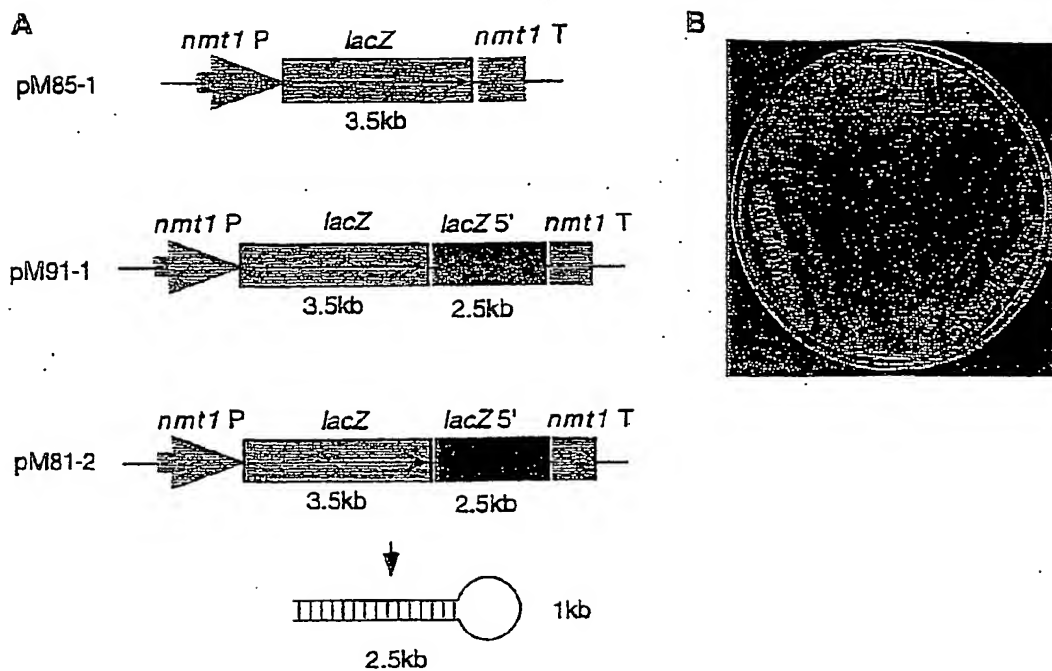 A
nmt1 P lacZ nmt1 T
pM85-1
3.5kb
nmt1 P lacZ lacZ 5' nmt1 T
pM91-1
3.5kb 2.5kb
nmt1 P lacZ lacZ 5' nmt1 T
pM81-2
3.5kb 2.5kb
1kb
2.5kb
B